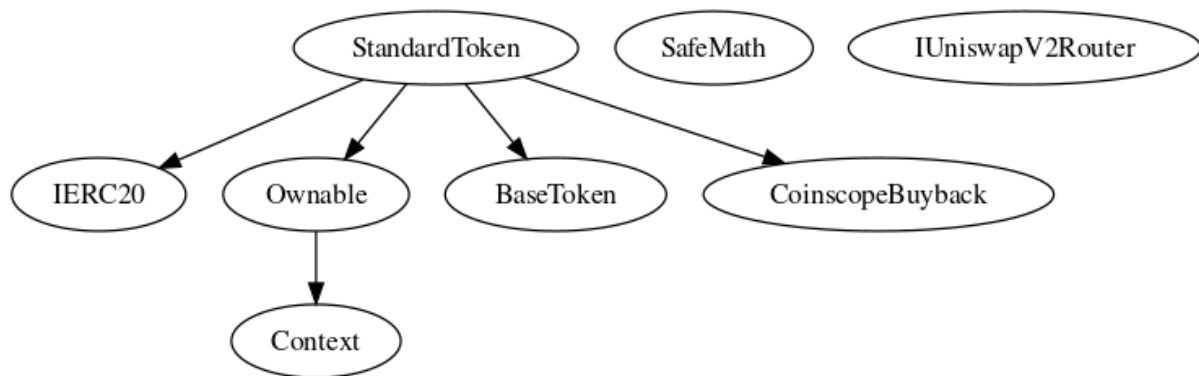 StandardToken
SafeMath
IUniswapV2Router
IERC20
Ownable
BaseToken
CoinscopeBuyback
Context